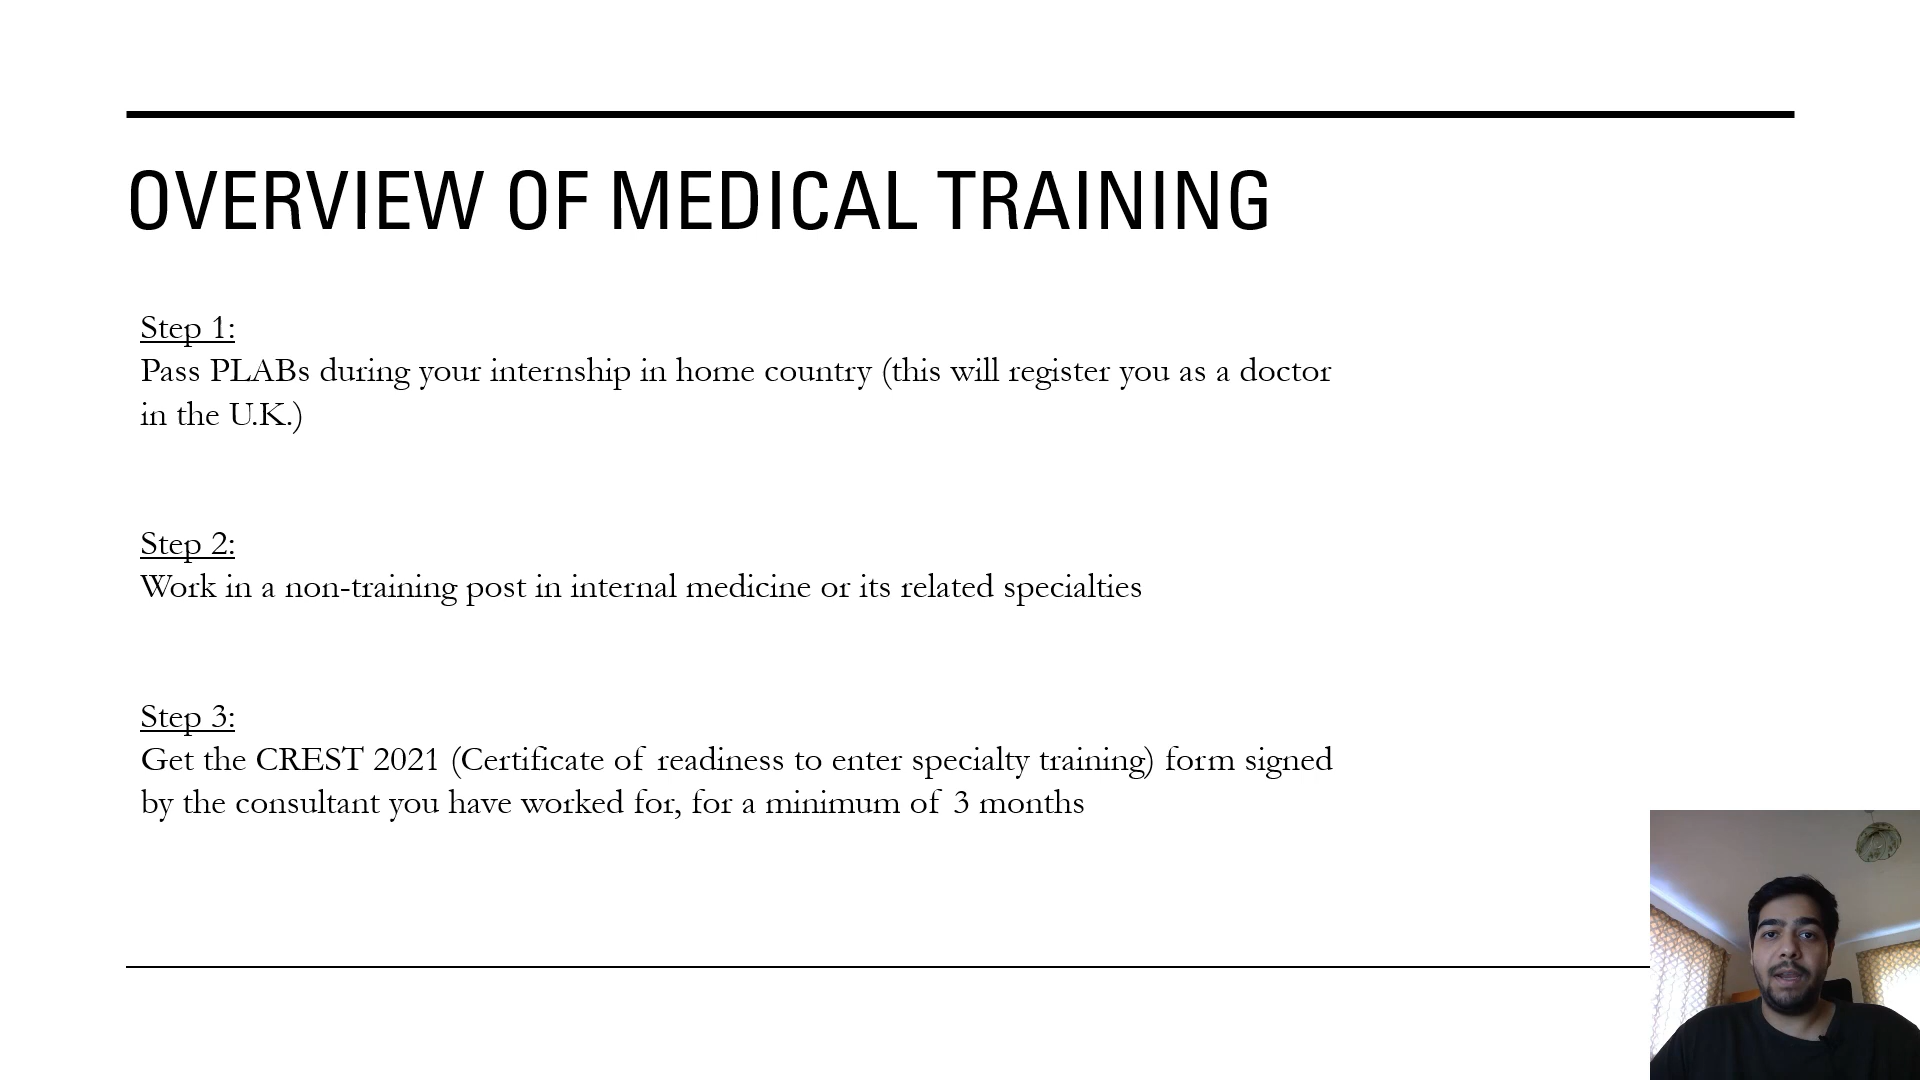 OVERVIEW OF MEDICAL TRAINING
Step 1:
Pass PLABs during your internship in home country (this will register you as a doctor
in the U.K.)
Step 2:
Work in a non-training post in internal medicine or its related specialties
Step 3:
Get the CREST 2021 (Certificate of readiness to enter specialty training) form signed
by the consultant you have worked for, for a minimum of 3 months